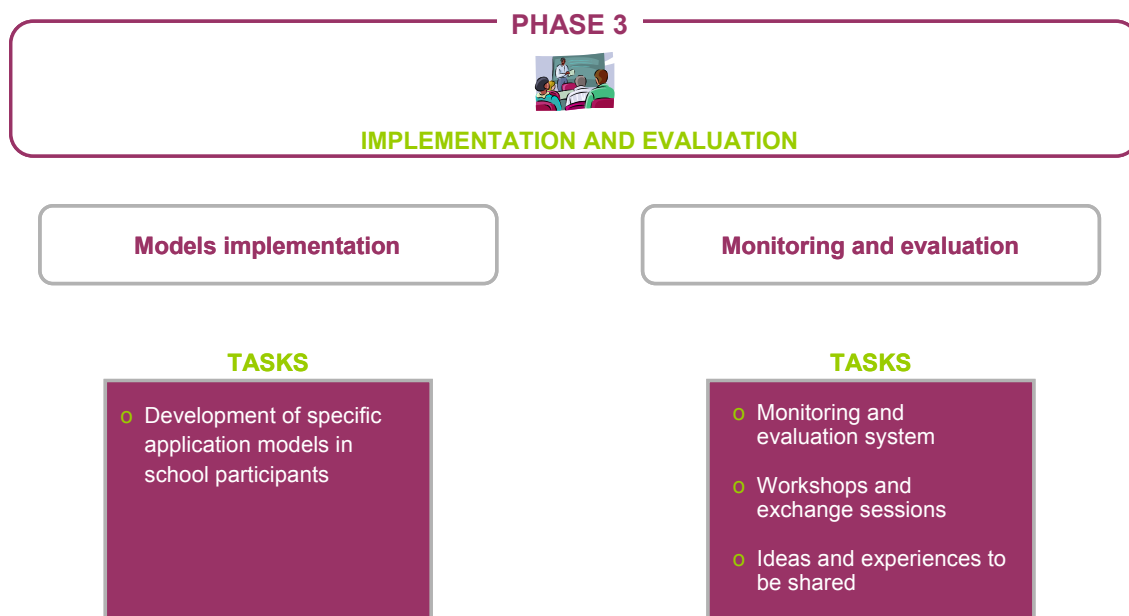 PHASE 3
IMPLEMENTATION AND EVALUATION
Models implementation
Monitoring and evaluation
TASKS
o Development of specific
application models in
school participants
TASKS
o Monitoring and
evaluation system
o Workshops and
exchange sessions
o Ideas and experiences to
be shared